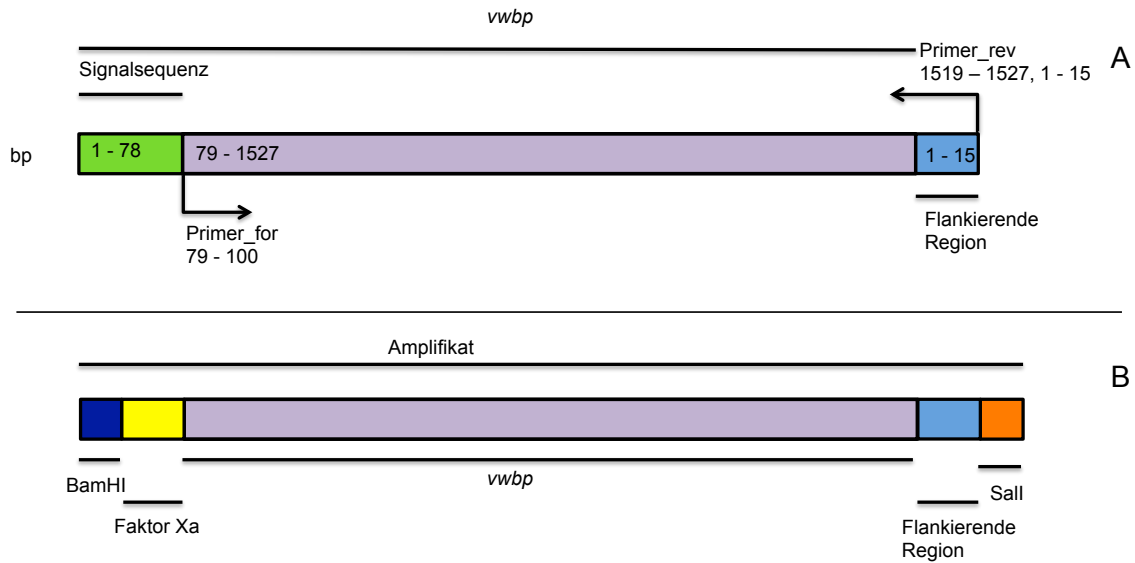 vwbp
Primer_rev
1519 – 1527, 1 - 15
A
Signalsequenz
bp
1 - 78
79 - 1527
1 - 15
Primer_for
79 - 100
Flankierende
Region
Amplifikat
B
BamHI
vwbp
SalI
Faktor Xa
Flankierende
Region